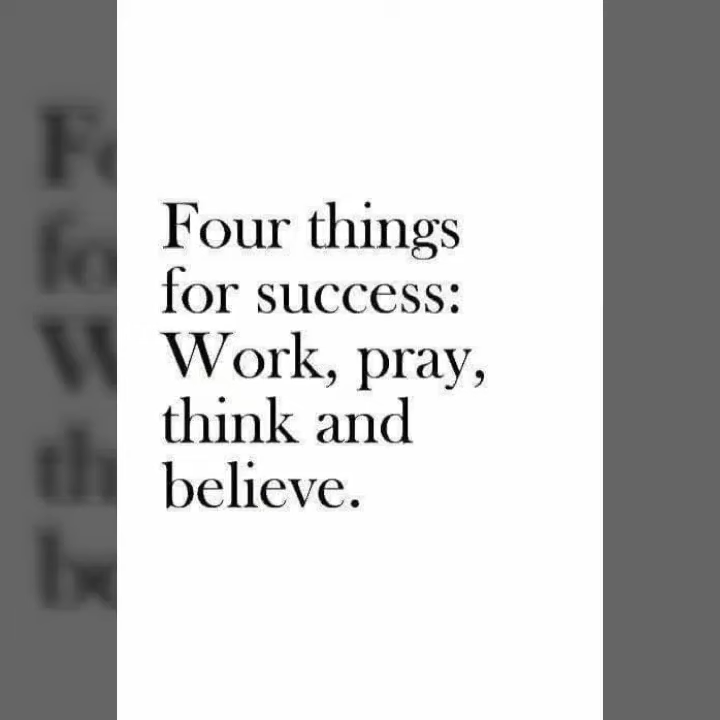 Four things
for success:
Work, pray,
think and
believe.